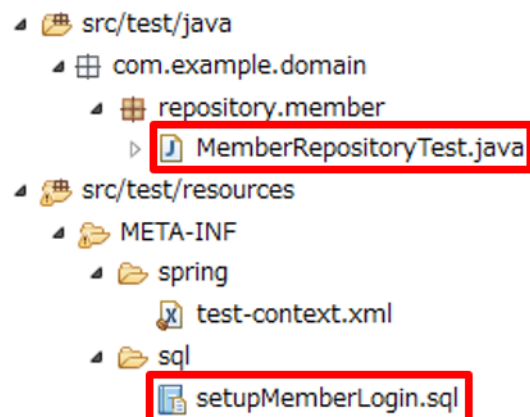 src/test/java
com.example.domain
repository.member
MemberRepositoryTest.java
src/test/resources
META-INF
spring
test-context.xml
sql
setupMemberLogin.sql